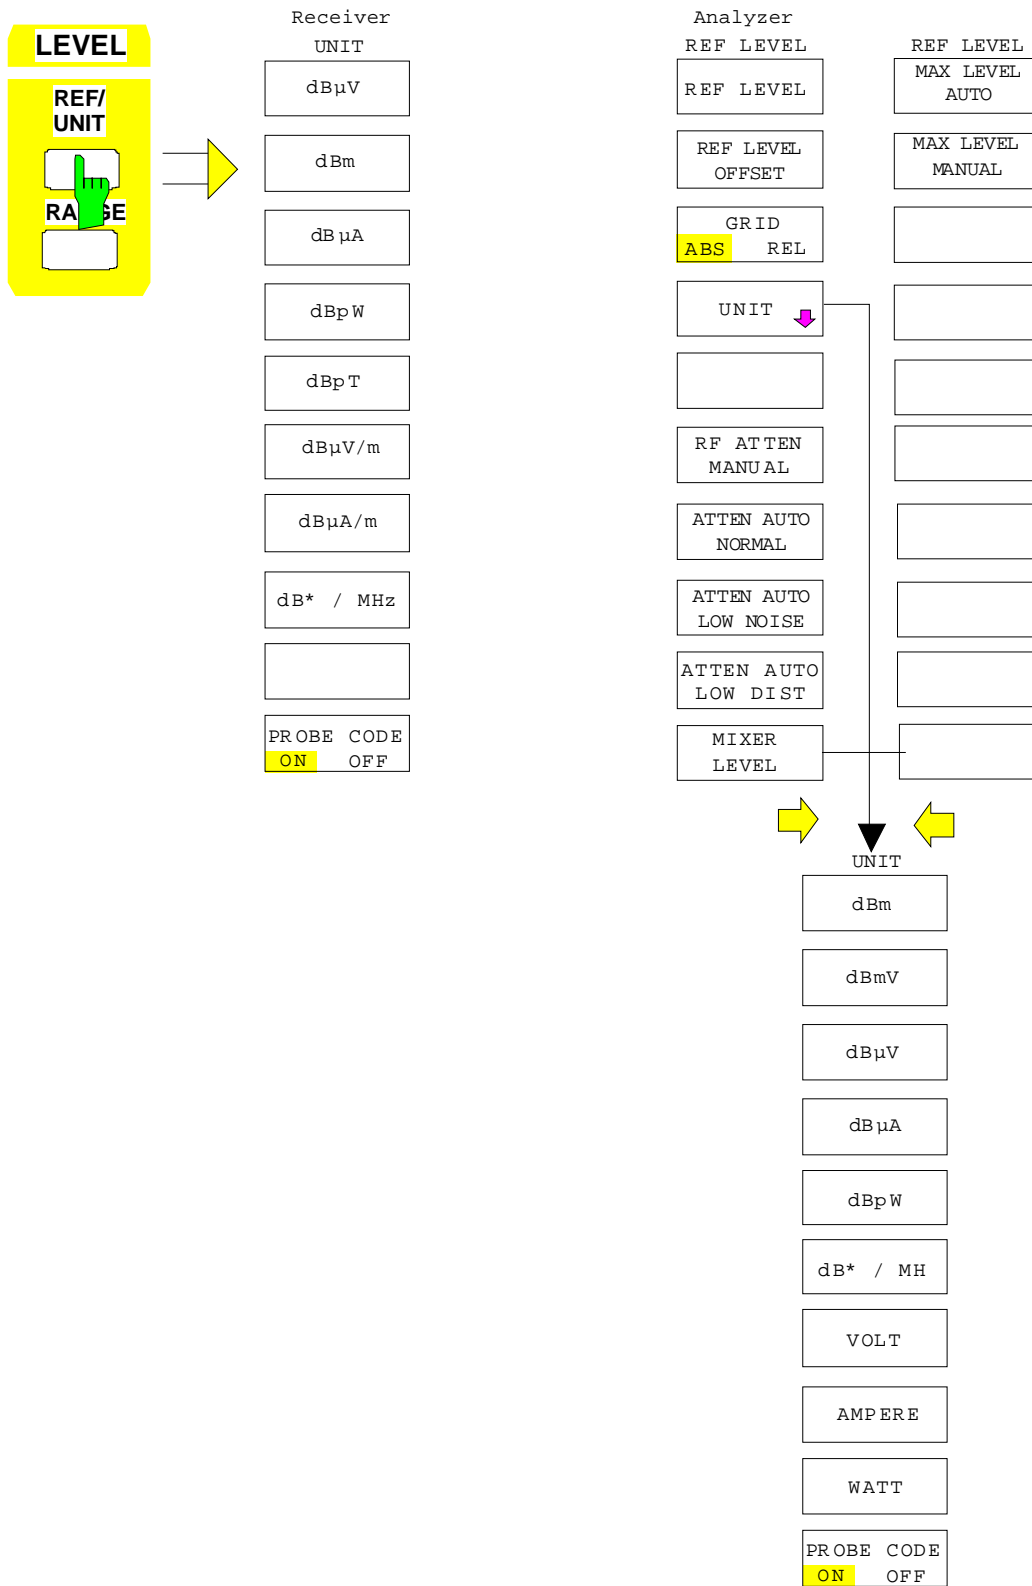 LEVEL
REF/
UNIT
RANGE
Receiver
UNIT
dBµV
dBm
dBµA
dBpW
dBpT
dBµV/m
dBµA/m
dB* / MHz
PROBE CODE
ON OFF
Analyzer
REF LEVEL
REF LEVEL
REF LEVEL
OFFSET
GRID
ABS REL
UNIT
RF ATTEN
MANUAL
ATTEN AUTO
NORMAL
ATTEN AUTO
LOW NOISE
ATTEN AUTO
LOW DIST
MIXER
LEVEL
REF LEVEL
MAX LEVEL
AUTO
MAX LEVEL
MANUAL
UNIT
dBm
dBmV
dBµV
dBµA
dBpW
dB* / MH
VOLT
AMPERE
WATT
PROBE CODE
ON OFF